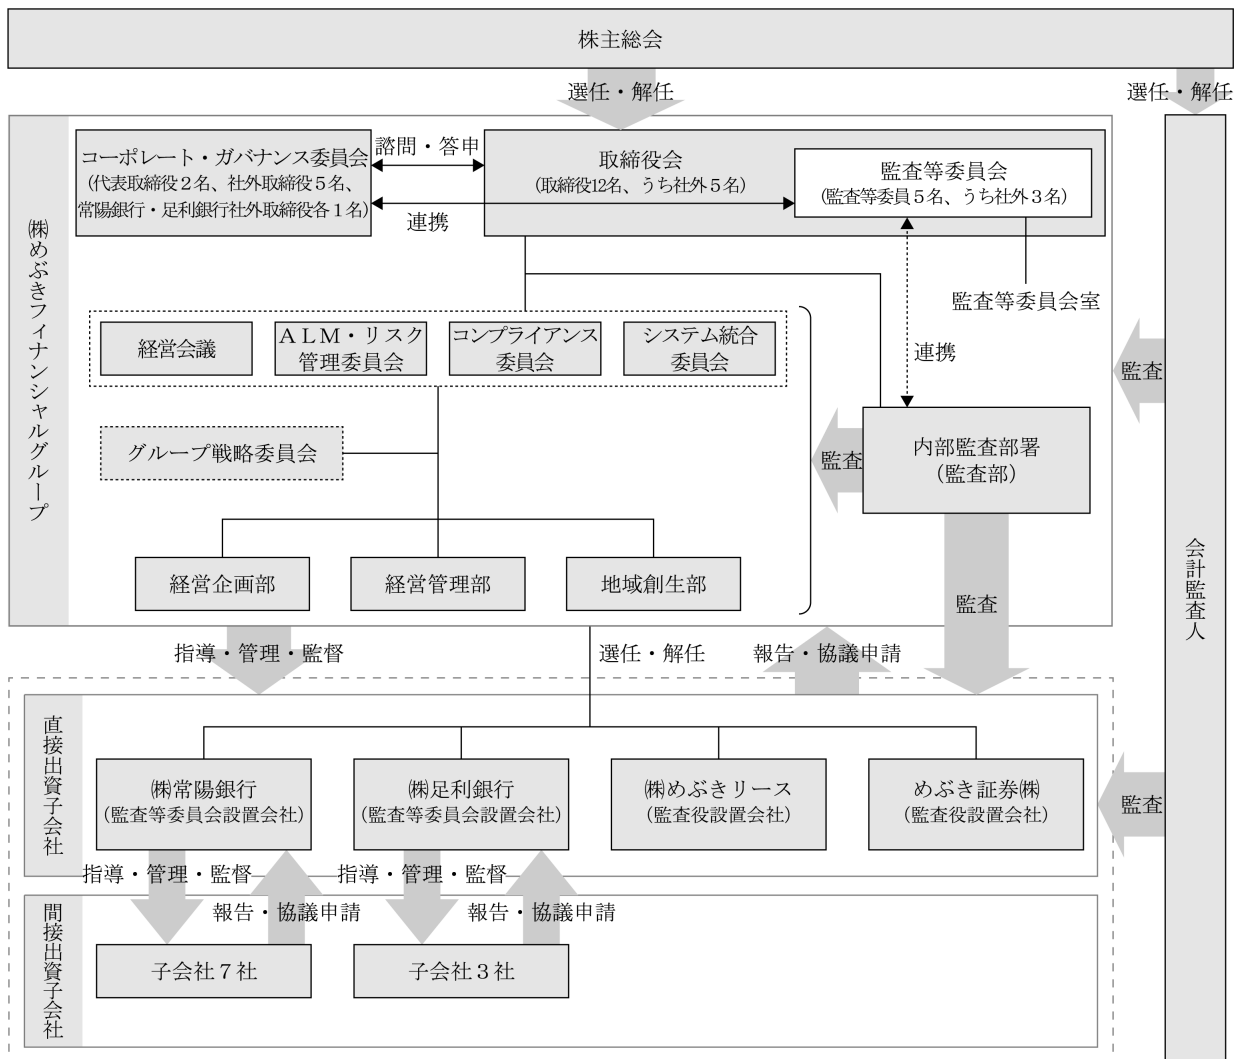 株主総会
選任・解任
選任・解任
㈱めぶきフィナンシャルグループ
コーポレート・ガバナンス委員会
(代表取締役２名、社外取締役５名、
常陽銀行・足利銀行社外取締役各１名)
諮問・答申
連携
取締役会
(取締役12名、うち社外５名)
監査等委員会
(監査等委員５名、うち社外３名)
監査等委員会室
連携
経営会議
ＡＬＭ・リスク
管理委員会
コンプライアンス
委員会
システム統合
委員会
グループ戦略委員会
監査
内部監査部署
(監査部)
監査
会計監査人
経営企画部
経営管理部
地域創生部
監査
指導・管理・監督
選任・解任
報告・協議申請
直接出資子会社
㈱常陽銀行
(監査等委員会設置会社)
㈱足利銀行
(監査等委員会設置会社)
㈱めぶきリース
(監査役設置会社)
めぶき証券㈱
(監査役設置会社)
監査
指導・管理・監督
報告・協議申請
指導・管理・監督
報告・協議申請
間接出資子会社
子会社７社
子会社３社